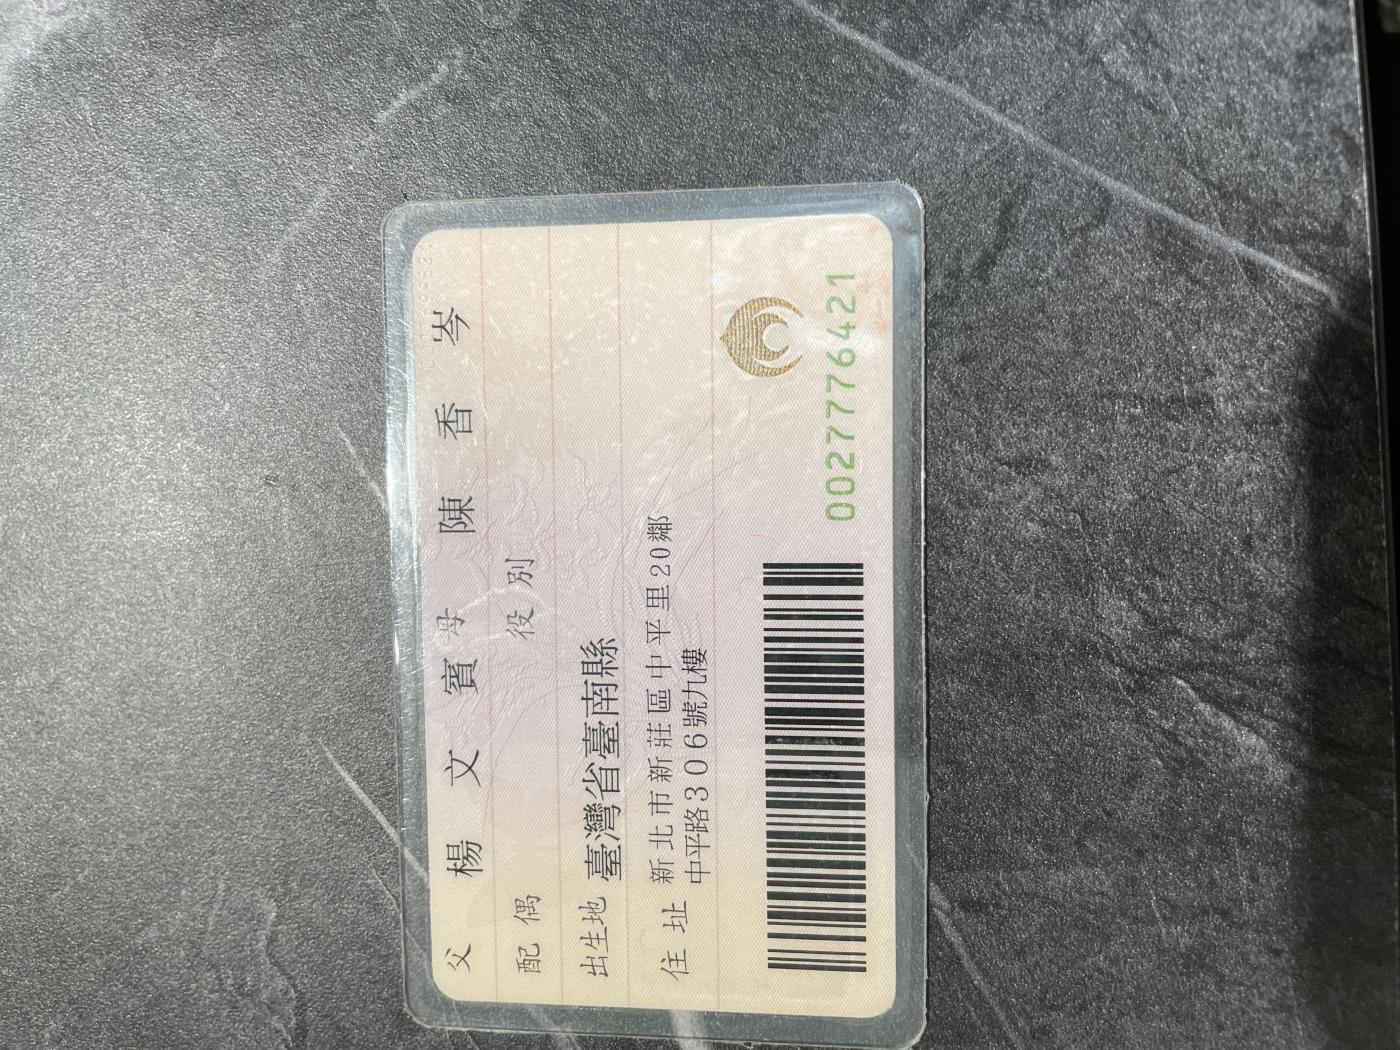 父 楊文賓 母 陳香岑
配偶 役別
出生地 臺灣省臺南縣
住址 新北市新莊區中平里20鄰
中平路306號九樓
0027776421